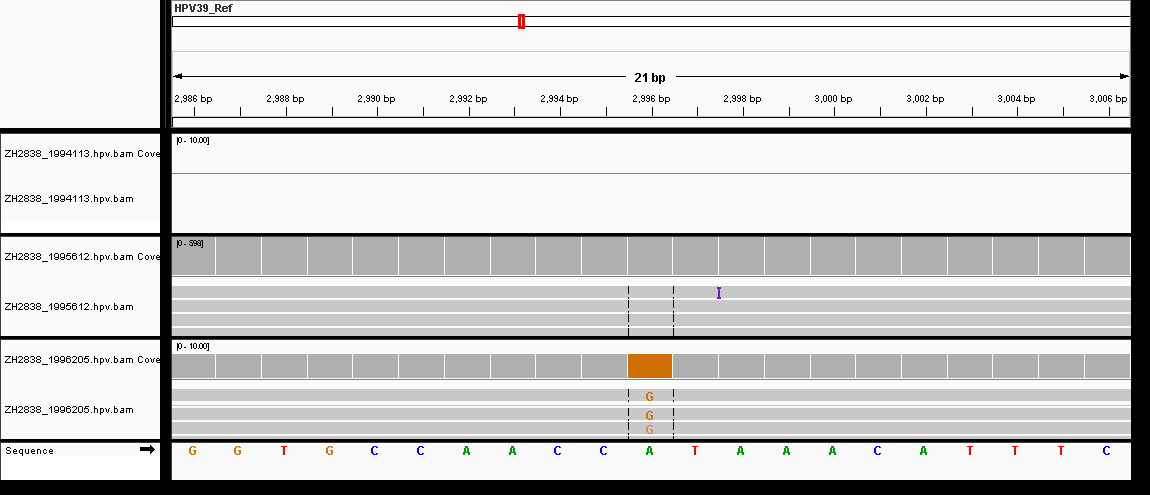 HPV39_Ref
21 bp
2,986 bp 2,988 bp 2,990 bp 2,992 bp 2,994 bp 2,996 bp 2,998 bp 3,000 bp 3,002 bp 3,004 bp 3,006 bp
[0 - 10.00]
ZH2838_1994113.hpv.bam Cove
ZH2838_1994113.hpv.bam
[0 - 598]
ZH2838_1995612.hpv.bam Cove
I
ZH2838_1995612.hpv.bam
[0 - 10.00]
ZH2838_1996205.hpv.bam Cove
G
ZH2838_1996205.hpv.bam
G
G
Sequence G G T G C C A A C C A T A A A C A T T T C